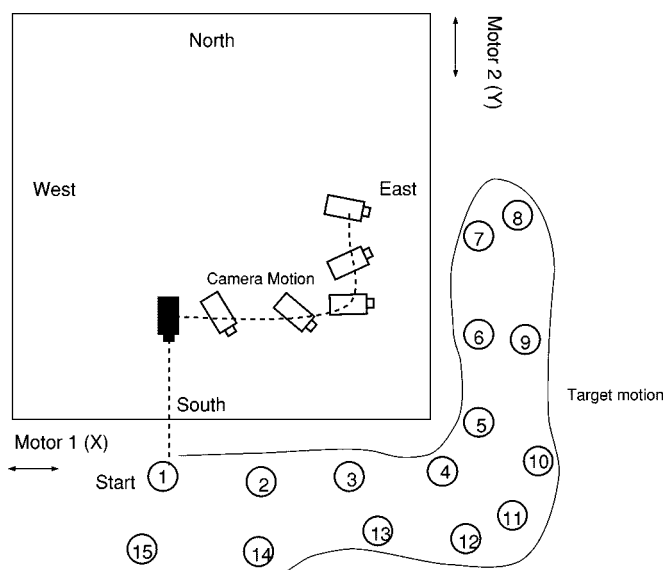 North
Motor 2 (Y)
West
East
Camera Motion
South
Motor 1 (X)
Target motion
Start
1
2
3
4
5
6
7
8
9
10
11
12
13
14
15